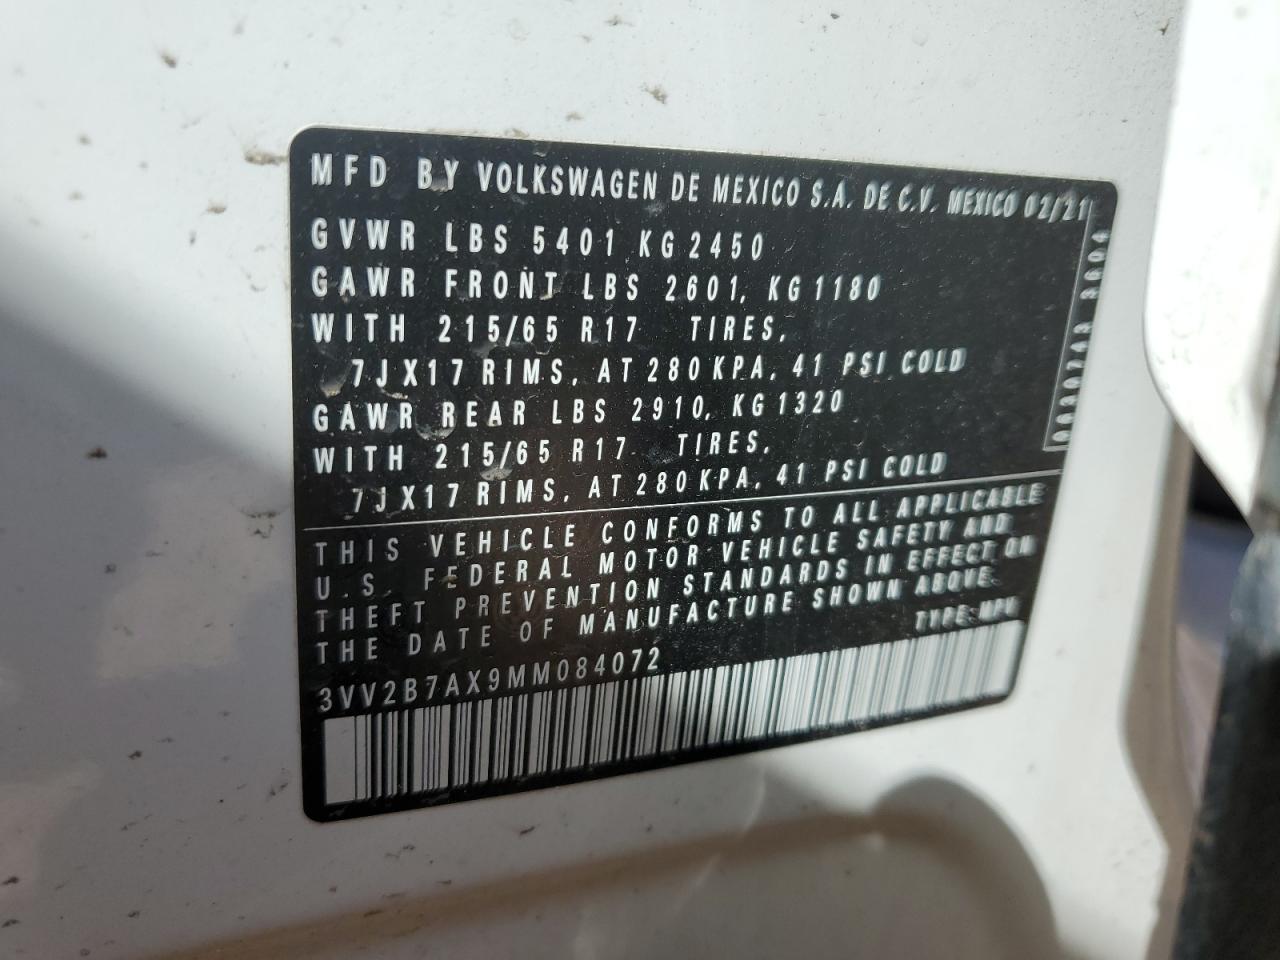 MFD BY VOLKSWAGEN DE MEXICO S.A. DE C.V. MEXICO 02/21
GVWR LBS 5401 KG 2450
GAWR FRONT LBS 2601, KG 1180
WITH 215/65 R17 TIRES,
7JX17 RIMS, AT 280 KPA, 41 PSI COLD
GAWR REAR LBS 2910, KG 1320
WITH 215/65 R17 TIRES,
7JX17 RIMS, AT 280 KPA, 41 PSI COLD
THIS VEHICLE CONFORMS TO ALL APPLICABLE
U.S. FEDERAL MOTOR VEHICLE SAFETY AND
THEFT PREVENTION STANDARDS IN EFFECT ON
THE DATE OF MANUFACTURE SHOWN ABOVE.
TYPE: MPV
3VV2B7AX9MM084072